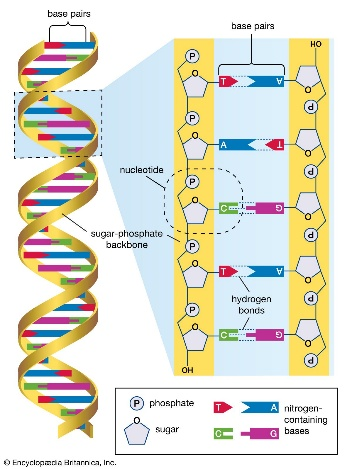 base pairs
base pairs
HO
P
O
T
A
O
P
P
O
A
T
O
P
nucleotide
P
O
C
G
O
P
sugar-phosphate
backbone
P
O
T
A
O
P
hydrogen
bonds
P
O
C
G
O
P
OH
P phosphate
sugar
T A
C G
nitrogen-
containing
bases
© Encyclopædia Britannica, Inc.